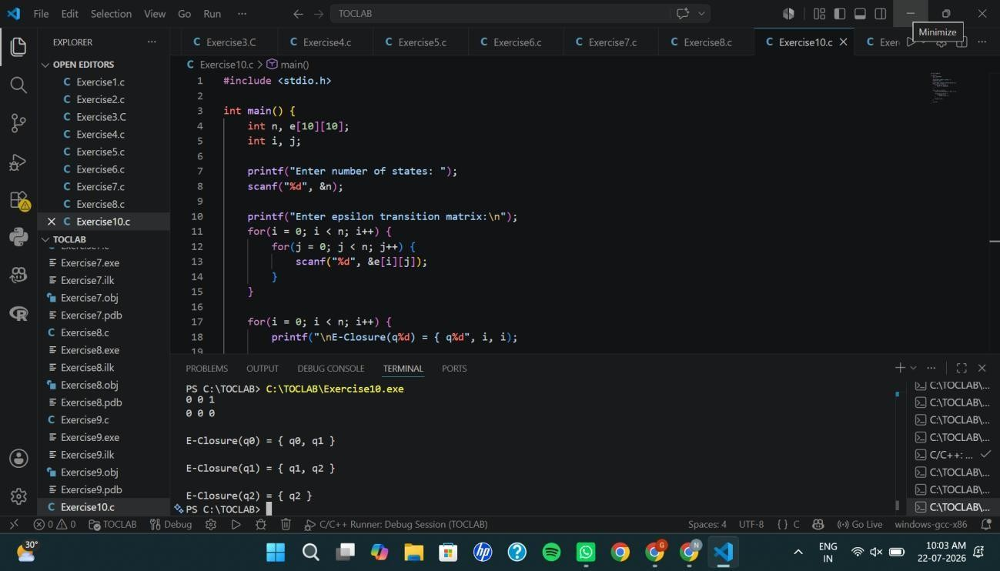 File Edit Selection View Go Run ···
TOCLAB
Minimize
EXPLORER
OPEN EDITORS
Exercise1.c
Exercise2.c
Exercise3.C
Exercise4.c
Exercise5.c
Exercise6.c
Exercise7.c
Exercise8.c
Exercise10.c
TOCLAB
Exercise7.c
Exercise7.exe
Exercise7.ilk
Exercise7.obj
Exercise7.pdb
Exercise8.c
Exercise8.exe
Exercise8.ilk
Exercise8.obj
Exercise8.pdb
Exercise9.c
Exercise9.exe
Exercise9.ilk
Exercise9.obj
Exercise9.pdb
Exercise10.c
C Exercise3.C C Exercise4.c C Exercise5.c C Exercise6.c C Exercise7.c C Exercise8.c C Exercise10.c C Exer
C Exercise10.c > main()
1 #include <stdio.h>
2
3 int main() {
4 int n, e[10][10];
5 int i, j;
6
7 printf("Enter number of states: ");
8 scanf("%d", &n);
9
10 printf("Enter epsilon transition matrix:\n");
11 for(i = 0; i < n; i++) {
12 for(j = 0; j < n; j++) {
13 scanf("%d", &e[i][j]);
14 }
15 }
16
17 for(i = 0; i < n; i++) {
18 printf("\nE-Closure(q%d) = { q%d", i, i);
19
PROBLEMS OUTPUT DEBUG CONSOLE TERMINAL PORTS
PS C:\TOCLAB> C:\TOCLAB\Exercise10.exe
0 0 1
0 0 0
E-Closure(q0) = { q0, q1 }
E-Closure(q1) = { q1, q2 }
E-Closure(q2) = { q2 }
PS C:\TOCLAB>
C:\TOCLAB\...
C:\TOCLAB\...
C:\TOCLAB\...
C:\TOCLAB\...
C/C++: ...
C:\TOCLAB\...
C:\TOCLAB\...
C:\TOCLAB\...
0 0 TOCLAB Debug C/C++ Runner: Debug Session (TOCLAB) Spaces: 4 UTF-8 {} C Go Live windows-gcc-x86
30°
ENG
IN
10:03 AM
22-07-2026